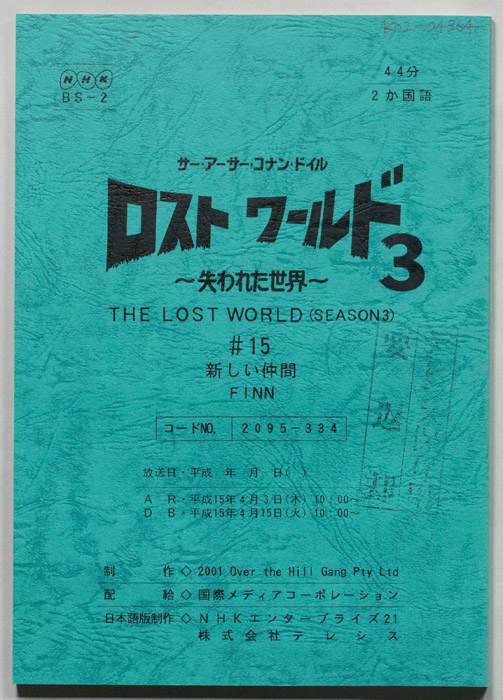 K02-04364
NHK
BS-2
44分
2か国語
サー・アーサー・コナン・ドイル
ロスト ワールド3
~失われた世界~
THE LOST WORLD(SEASON3)
#15
新しい仲間
FINN
コードNO. 2095-334
放送日・平成 年 月 日( )
A R・平成15年4月3日(木) 10:00~
D B・平成15年4月15日(火) 10:00~
制 作◇2001 Over the Hill Gang Pty Ltd
配 給◇国際メディアコーポレーション
日本語版制作◇NHKエンタープライズ21
株式会社テレシス
要返却